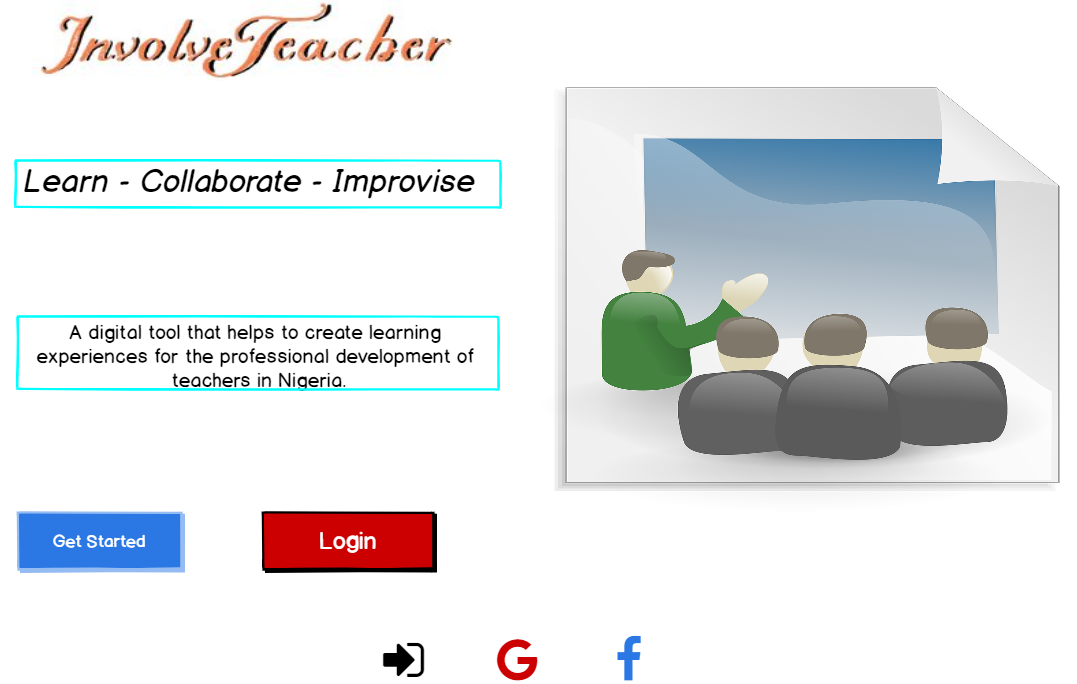 InvolveTeacher
Learn - Collaborate - Improvise
A digital tool that helps to create learning
experiences for the professional development of
teachers in Nigeria.
Get Started
Login